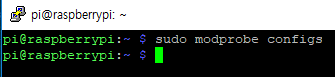 pi@raspberrypi: ~
pi@raspberrypi:~ $ sudo modprobe configs
pi@raspberrypi:~ $